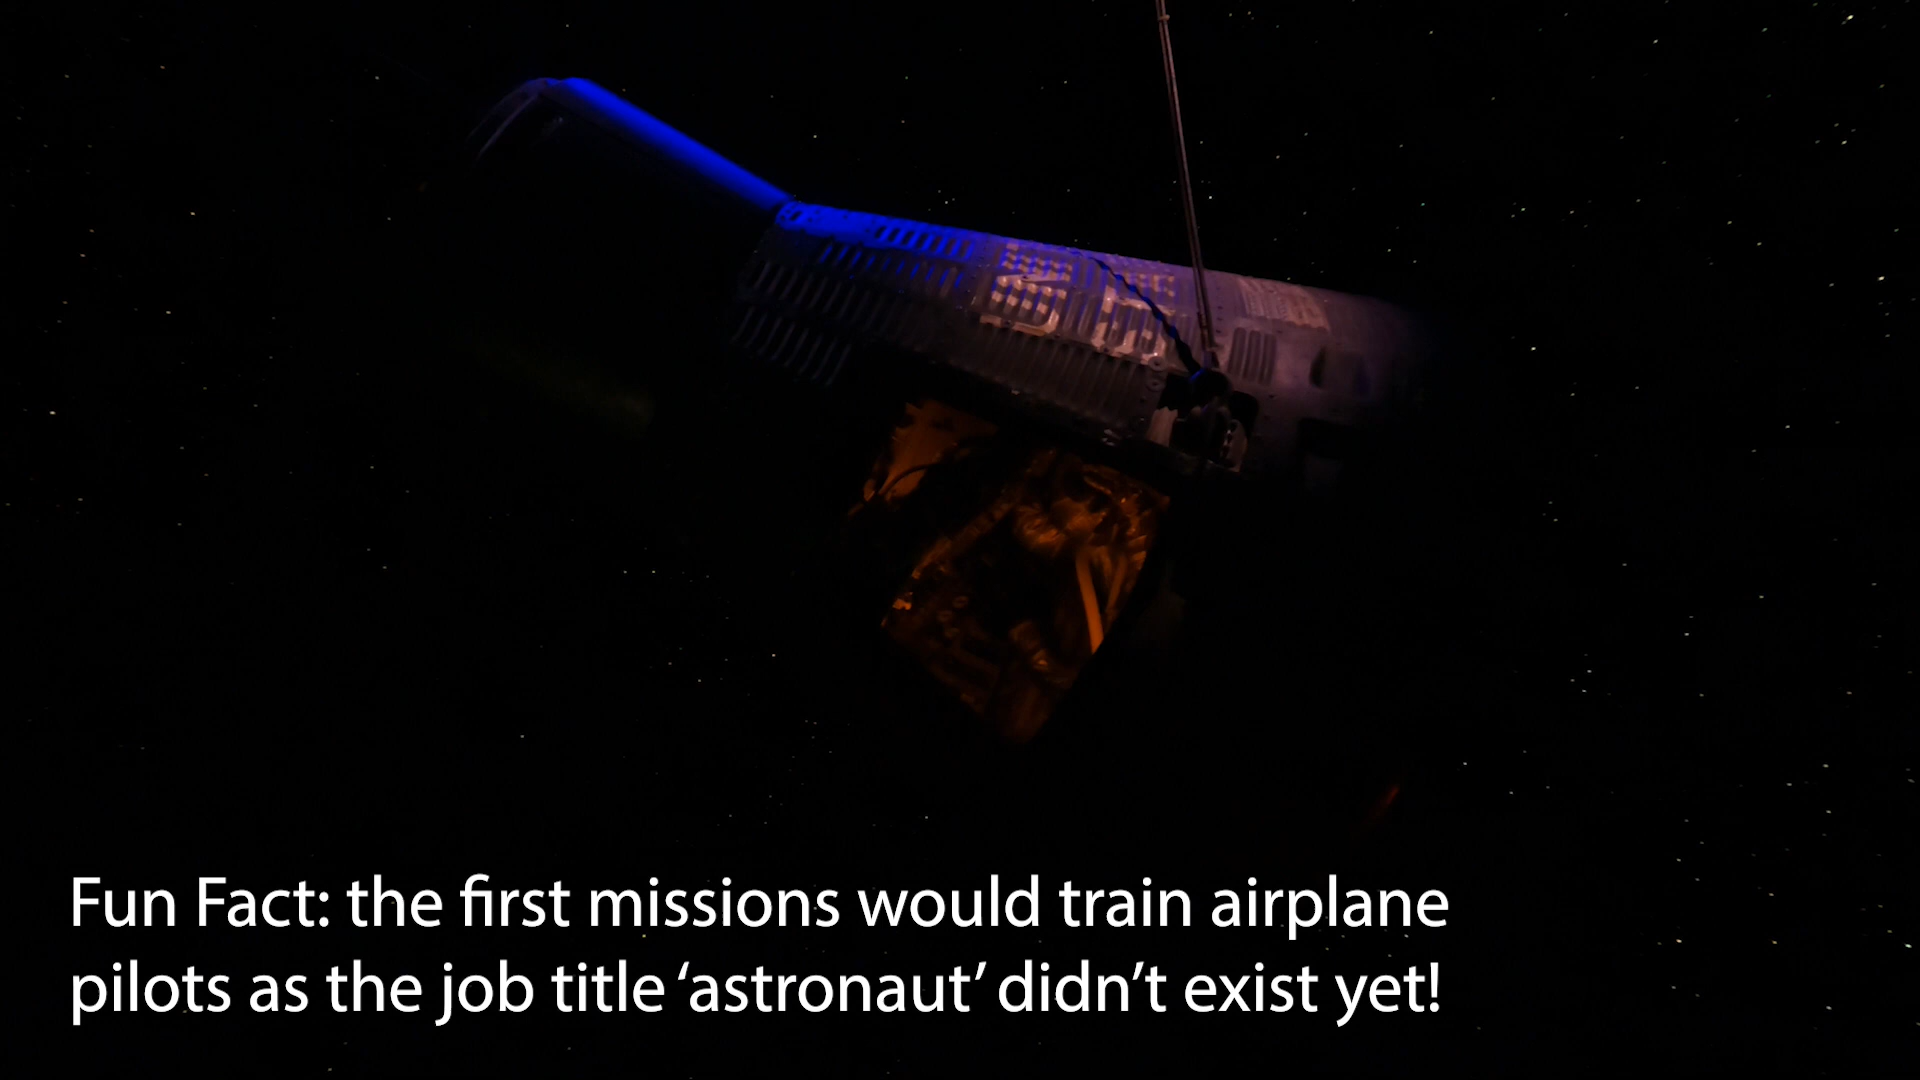 Fun Fact: the first missions would train airplane
pilots as the job title ‘astronaut’ didn’t exist yet!